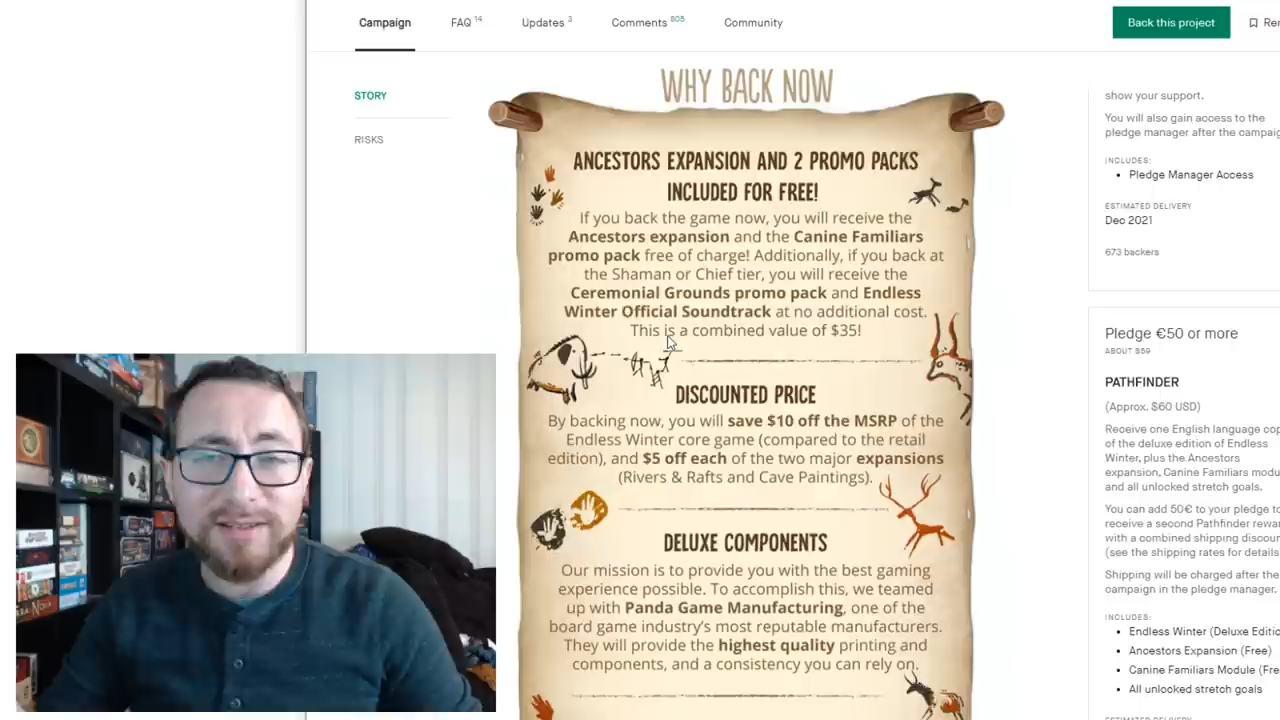 Campaign
FAQ 14
Updates 3
Comments 805
Community
Back this project
STORY
RISKS
WHY BACK NOW
ANCESTORS EXPANSION AND 2 PROMO PACKS
INCLUDED FOR FREE!
If you back the game now, you will receive the
Ancestors expansion and the Canine Familiars
promo pack free of charge! Additionally, if you back at
the Shaman or Chief tier, you will receive the
Ceremonial Grounds promo pack and Endless
Winter Official Soundtrack at no additional cost.
This is a combined value of $35!
DISCOUNTED PRICE
By backing now, you will save $10 off the MSRP of the
Endless Winter core game (compared to the retail
edition), and $5 off each of the two major expansions
(Rivers & Rafts and Cave Paintings).
DELUXE COMPONENTS
Our mission is to provide you with the best gaming
experience possible. To accomplish this, we teamed
up with Panda Game Manufacturing, one of the
board game industry's most reputable manufacturers.
They will provide the highest quality printing and
components, and a consistency you can rely on.
show your support.
You will also gain access to the
pledge manager after the campaig
INCLUDES:
• Pledge Manager Access
ESTIMATED DELIVERY
Dec 2021
673 backers
Pledge €50 or more
ABOUT $59
PATHFINDER
(Approx. $60 USD)
Receive one English language cop
of the deluxe edition of Endless
Winter, plus the Ancestors
expansion, Canine Familiars modu
and all unlocked stretch goals.
You can add 50€ to your pledge to
receive a second Pathfinder rewa
with a combined shipping discoun
(see the shipping rates for details
Shipping will be charged after the
campaign in the pledge manager.
INCLUDES:
• Endless Winter (Deluxe Editio
• Ancestors Expansion (Free)
• Canine Familiars Module (Fre
• All unlocked stretch goals